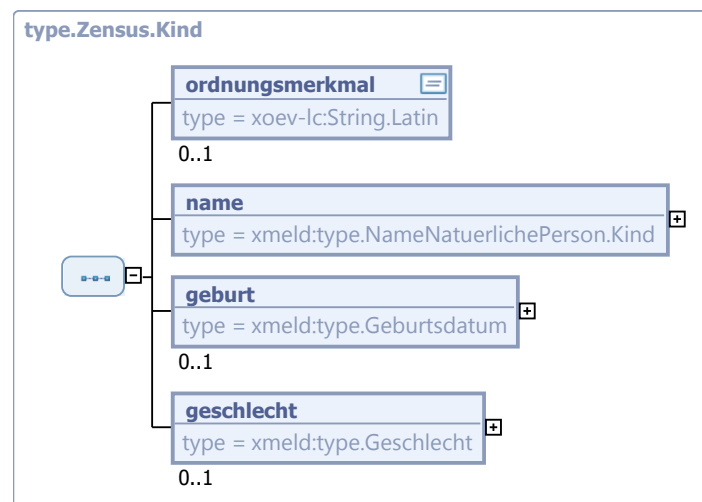 type.Zensus.Kind
ordnungsmerkmal
type = xoev-lc:String.Latin
0..1
name
type = xmeld:type.NameNatuerlichePerson.Kind
geburt
type = xmeld:type.Geburtsdatum
0..1
geschlecht
type = xmeld:type.Geschlecht
0..1